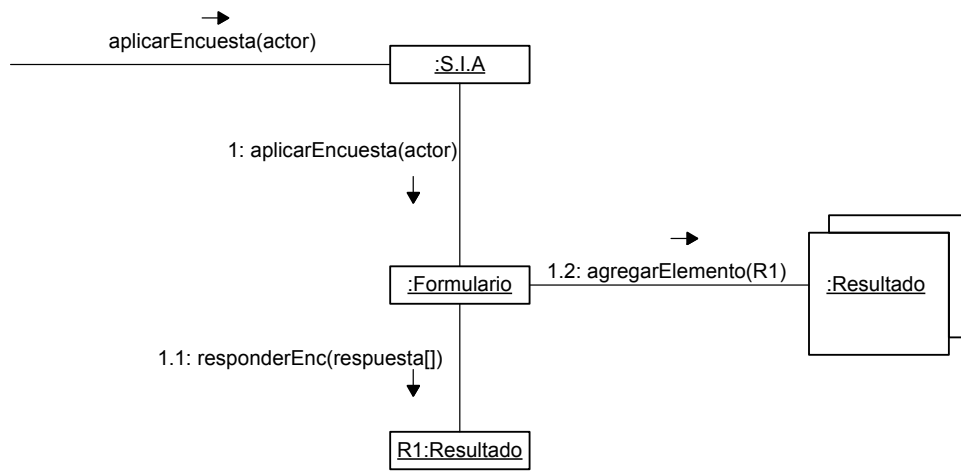 aplicarEncuesta(actor)
:S.I.A
1: aplicarEncuesta(actor)
:Formulario
1.2: agregarElemento(R1)
:Resultado
1.1: responderEnc(respuesta[])
R1:Resultado